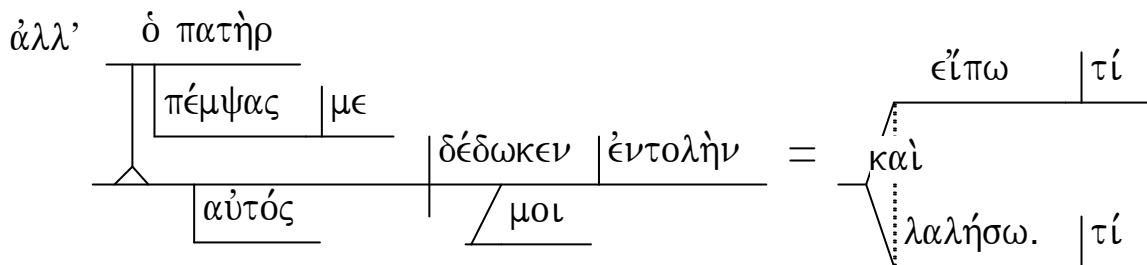 ἀλλ’ ὁ πατὴρ
εἴπω τί
πέμψας με
δέδωκεν ἐντολὴν = καὶ
αὐτός μοι
λαλήσω. τί